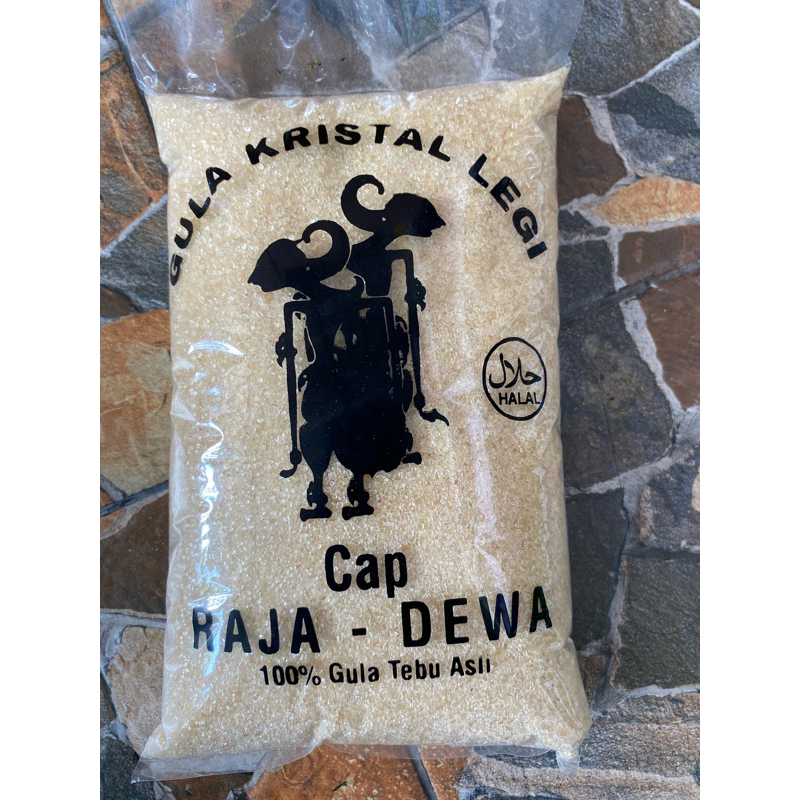 GULA KRISTAL LEGI
حلال
HALAL
Cap
RAJA - DEWA
100% Gula Tebu Asli